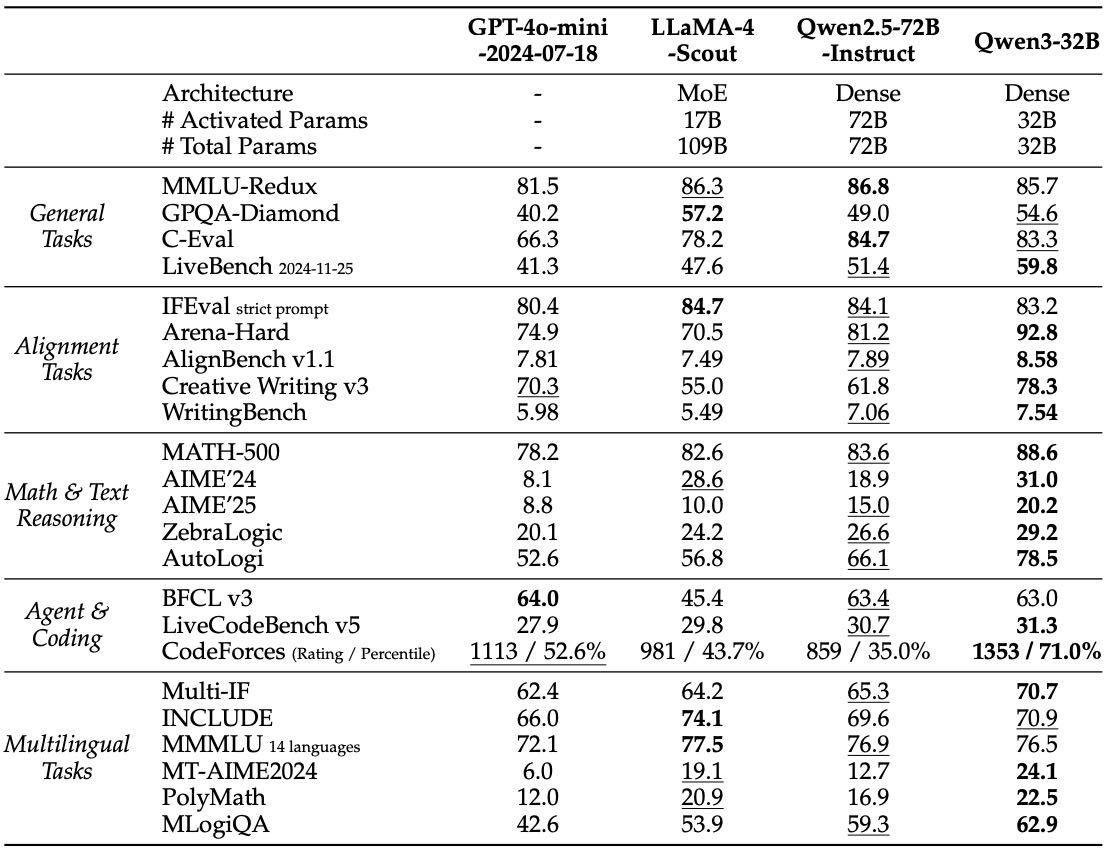 GPT-4o-mini LLaMA-4 Qwen2.5-72B Qwen3-32B
-2024-07-18 -Scout -Instruct
Architecture - MoE Dense Dense
# Activated Params - 17B 72B 32B
# Total Params - 109B 72B 32B
General Tasks
MMLU-Redux 81.5 86.3 86.8 85.7
GPQA-Diamond 40.2 57.2 49.0 54.6
C-Eval 66.3 78.2 84.7 83.3
LiveBench 2024-11-25 41.3 47.6 51.4 59.8
Alignment Tasks
IFEval strict prompt 80.4 84.7 84.1 83.2
Arena-Hard 74.9 70.5 81.2 92.8
AlignBench v1.1 7.81 7.49 7.89 8.58
Creative Writing v3 70.3 55.0 61.8 78.3
WritingBench 5.98 5.49 7.06 7.54
Math & Text Reasoning
MATH-500 78.2 82.6 83.6 88.6
AIME'24 8.1 28.6 18.9 31.0
AIME'25 8.8 10.0 15.0 20.2
ZebraLogic 20.1 24.2 26.6 29.2
AutoLogi 52.6 56.8 66.1 78.5
Agent & Coding
BFCL v3 64.0 45.4 63.4 63.0
LiveCodeBench v5 27.9 29.8 30.7 31.3
CodeForces (Rating / Percentile) 1113 / 52.6% 981 / 43.7% 859 / 35.0% 1353 / 71.0%
Multilingual Tasks
Multi-IF 62.4 64.2 65.3 70.7
INCLUDE 66.0 74.1 69.6 70.9
MMMLU 14 languages 72.1 77.5 76.9 76.5
MT-AIME2024 6.0 19.1 12.7 24.1
PolyMath 12.0 20.9 16.9 22.5
MLogiQA 42.6 53.9 59.3 62.9